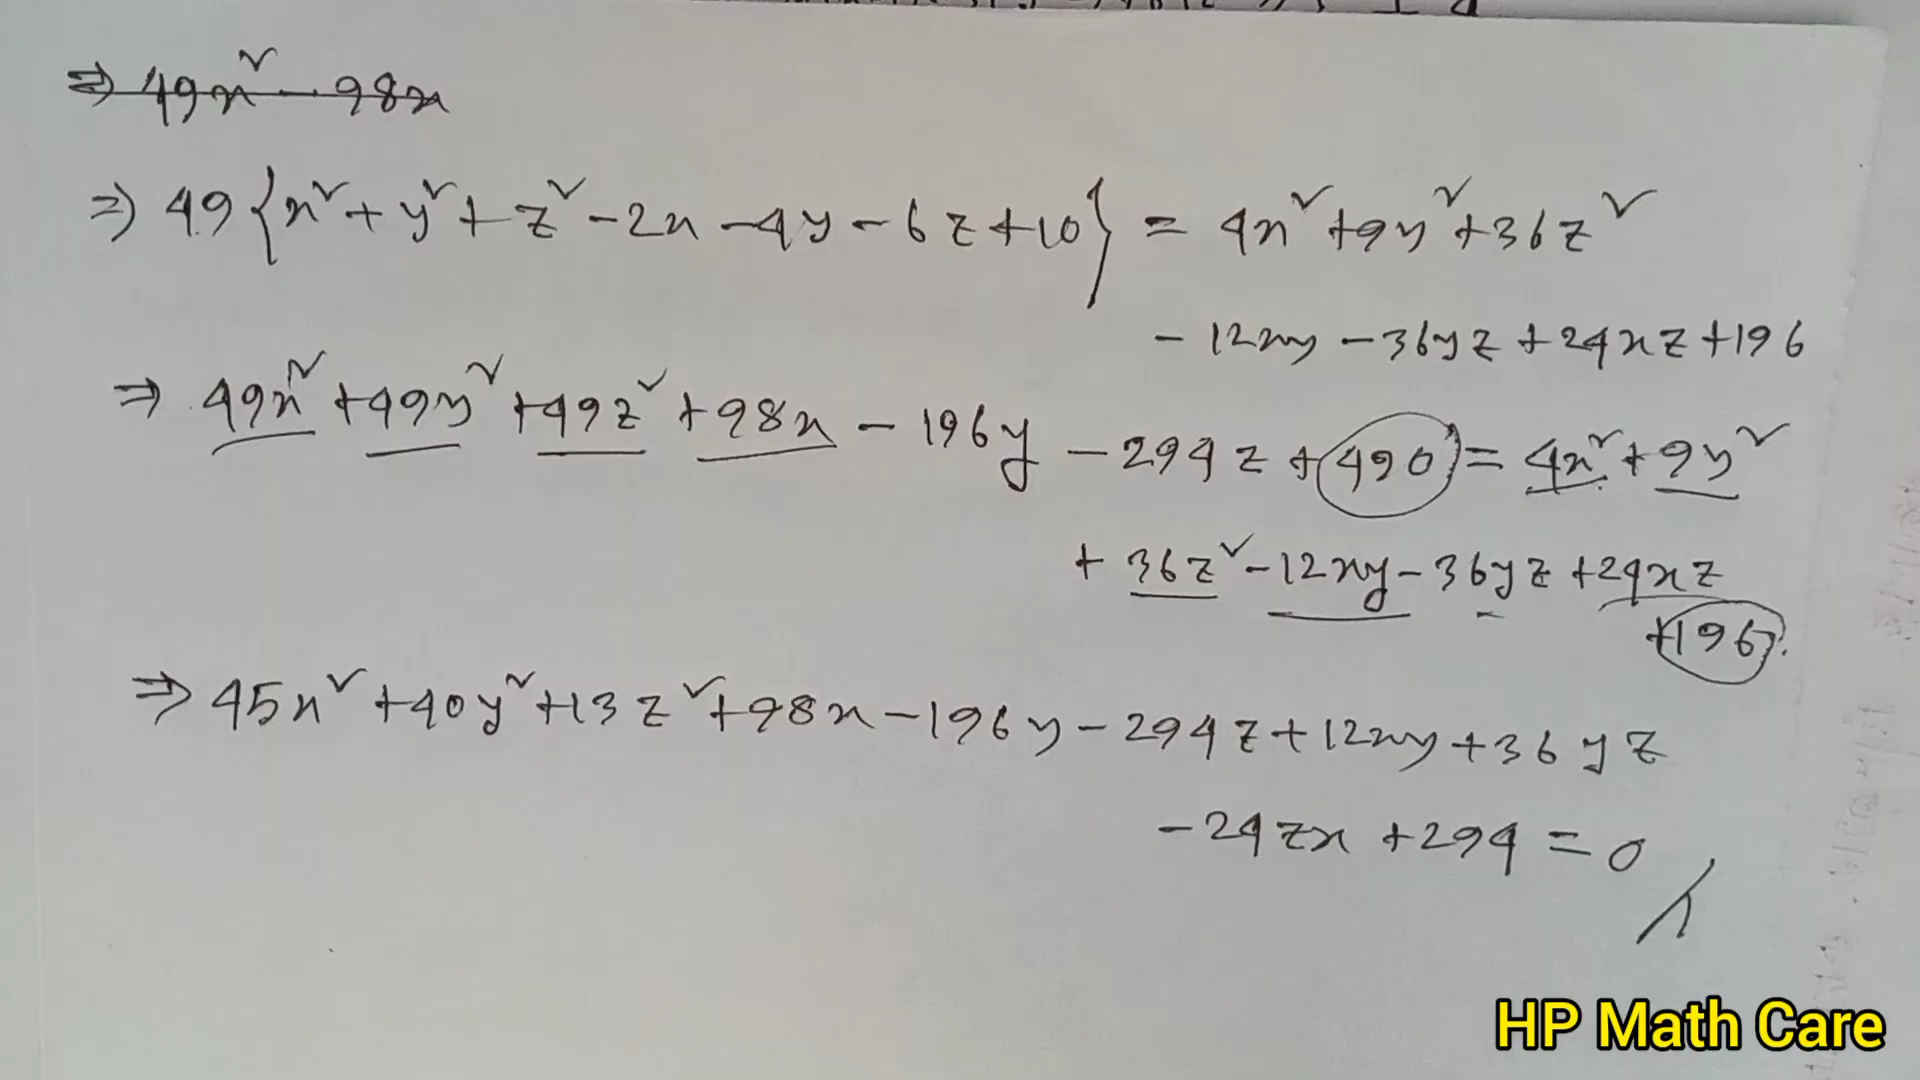 ⇒ 49x² - 98x
⇒ 49{x² + y² + z² - 2x - 4y - 6z + 10} = 4x² + 9y² + 36z²
- 12xy - 36yz + 24xz + 196
⇒ 49x² + 49y² + 49z² + 98x - 196y - 294z + 490 = 4x² + 9y²
+ 36z² - 12xy - 36yz + 24xz
+196
⇒ 45x² + 40y² + 13z² + 98x - 196y - 294z + 12xy + 36yz
- 24zx + 294 = 0
HP Math Care